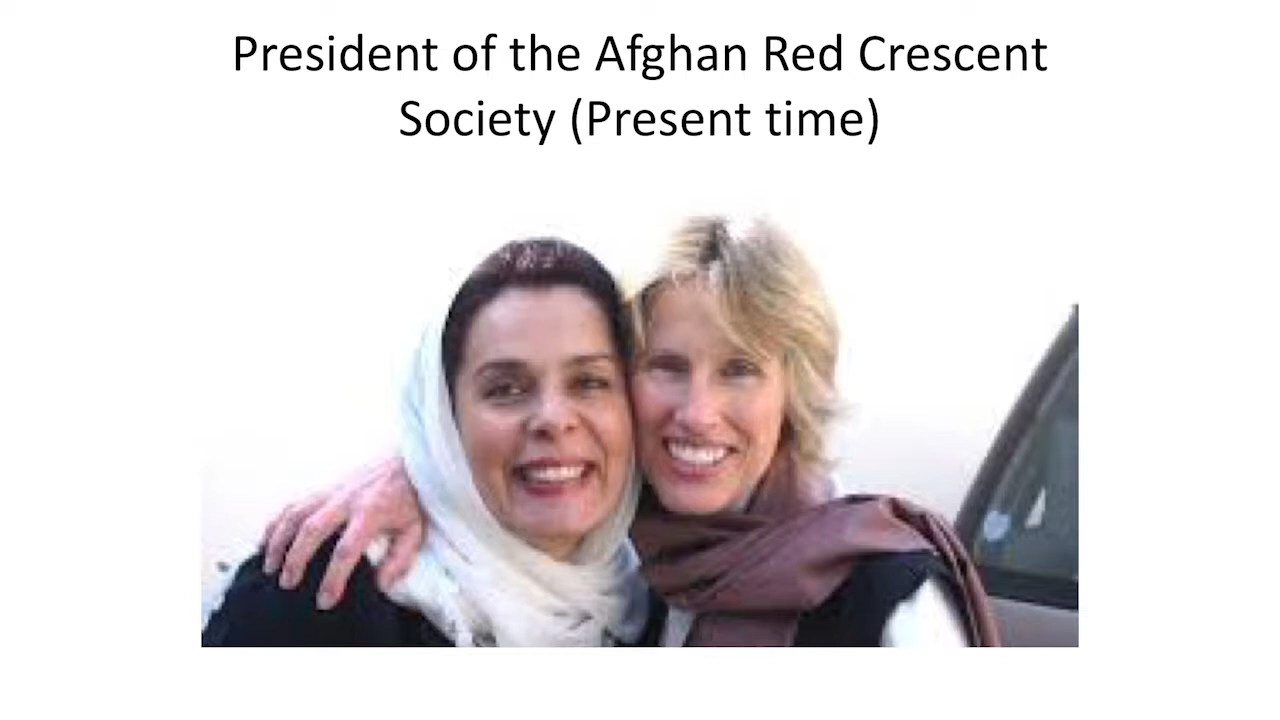 President of the Afghan Red Crescent
Society (Present time)